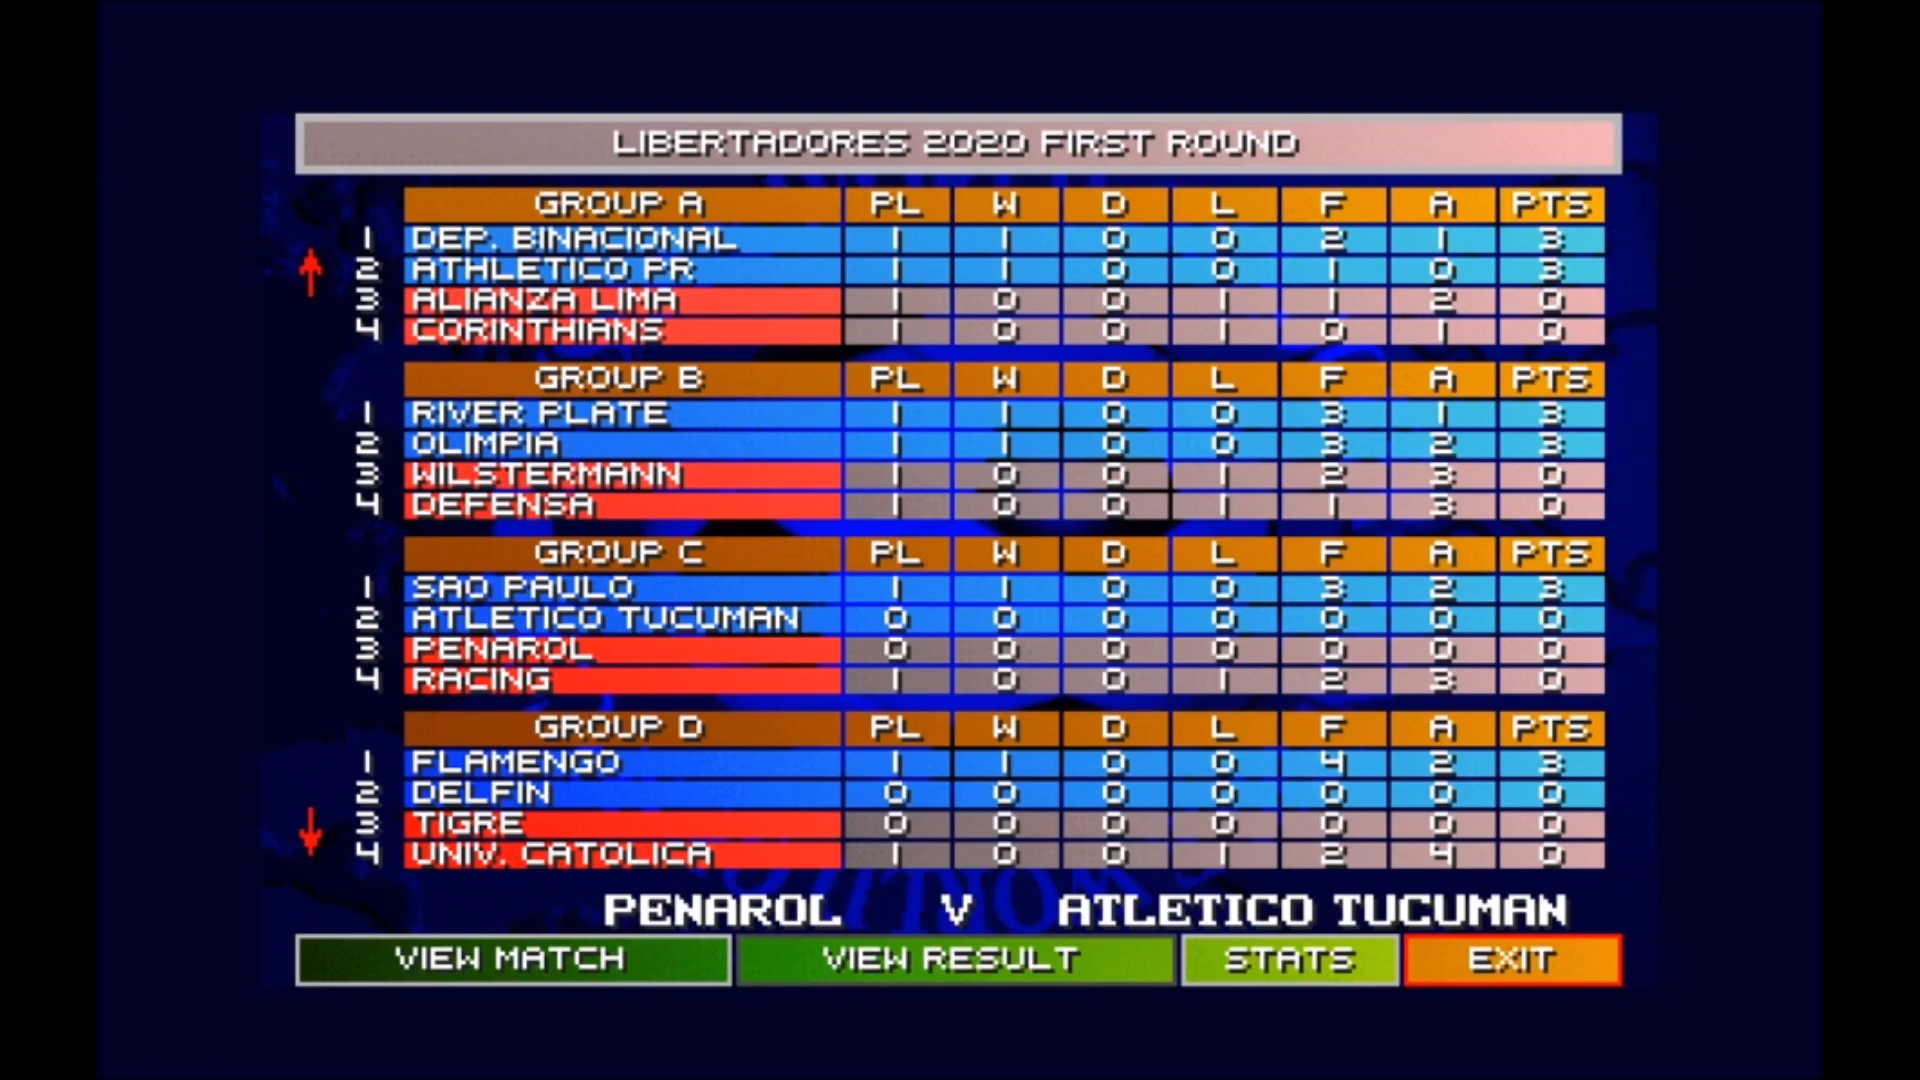 LIBERTADORES 2020 FIRST ROUND
GROUP A PL W D L F A PTS
1 DEP. BINACIONAL 1 1 0 0 2 1 3
2 ATHLETICO PR 1 1 0 0 1 0 3
3 ALIANZA LIMA 1 0 0 1 1 2 0
4 CORINTHIANS 1 0 0 1 0 1 0
GROUP B PL W D L F A PTS
1 RIVER PLATE 1 1 0 0 3 1 3
2 OLIMPIA 1 1 0 0 3 2 3
3 WILSTERMANN 1 0 0 1 2 3 0
4 DEFENSA 1 0 0 1 1 3 0
GROUP C PL W D L F A PTS
1 SAO PAULO 1 1 0 0 3 2 3
2 ATLETICO TUCUMAN 0 0 0 0 0 0 0
3 PENAROL 0 0 0 0 0 0 0
4 RACING 1 0 0 1 2 3 0
GROUP D PL W D L F A PTS
1 FLAMENGO 1 1 0 0 4 2 3
2 DELFIN 0 0 0 0 0 0 0
3 TIGRE 0 0 0 0 0 0 0
4 UNIV. CATOLICA 1 0 0 1 2 4 0
PENAROL V ATLETICO TUCUMAN
VIEW MATCH VIEW RESULT STATS EXIT